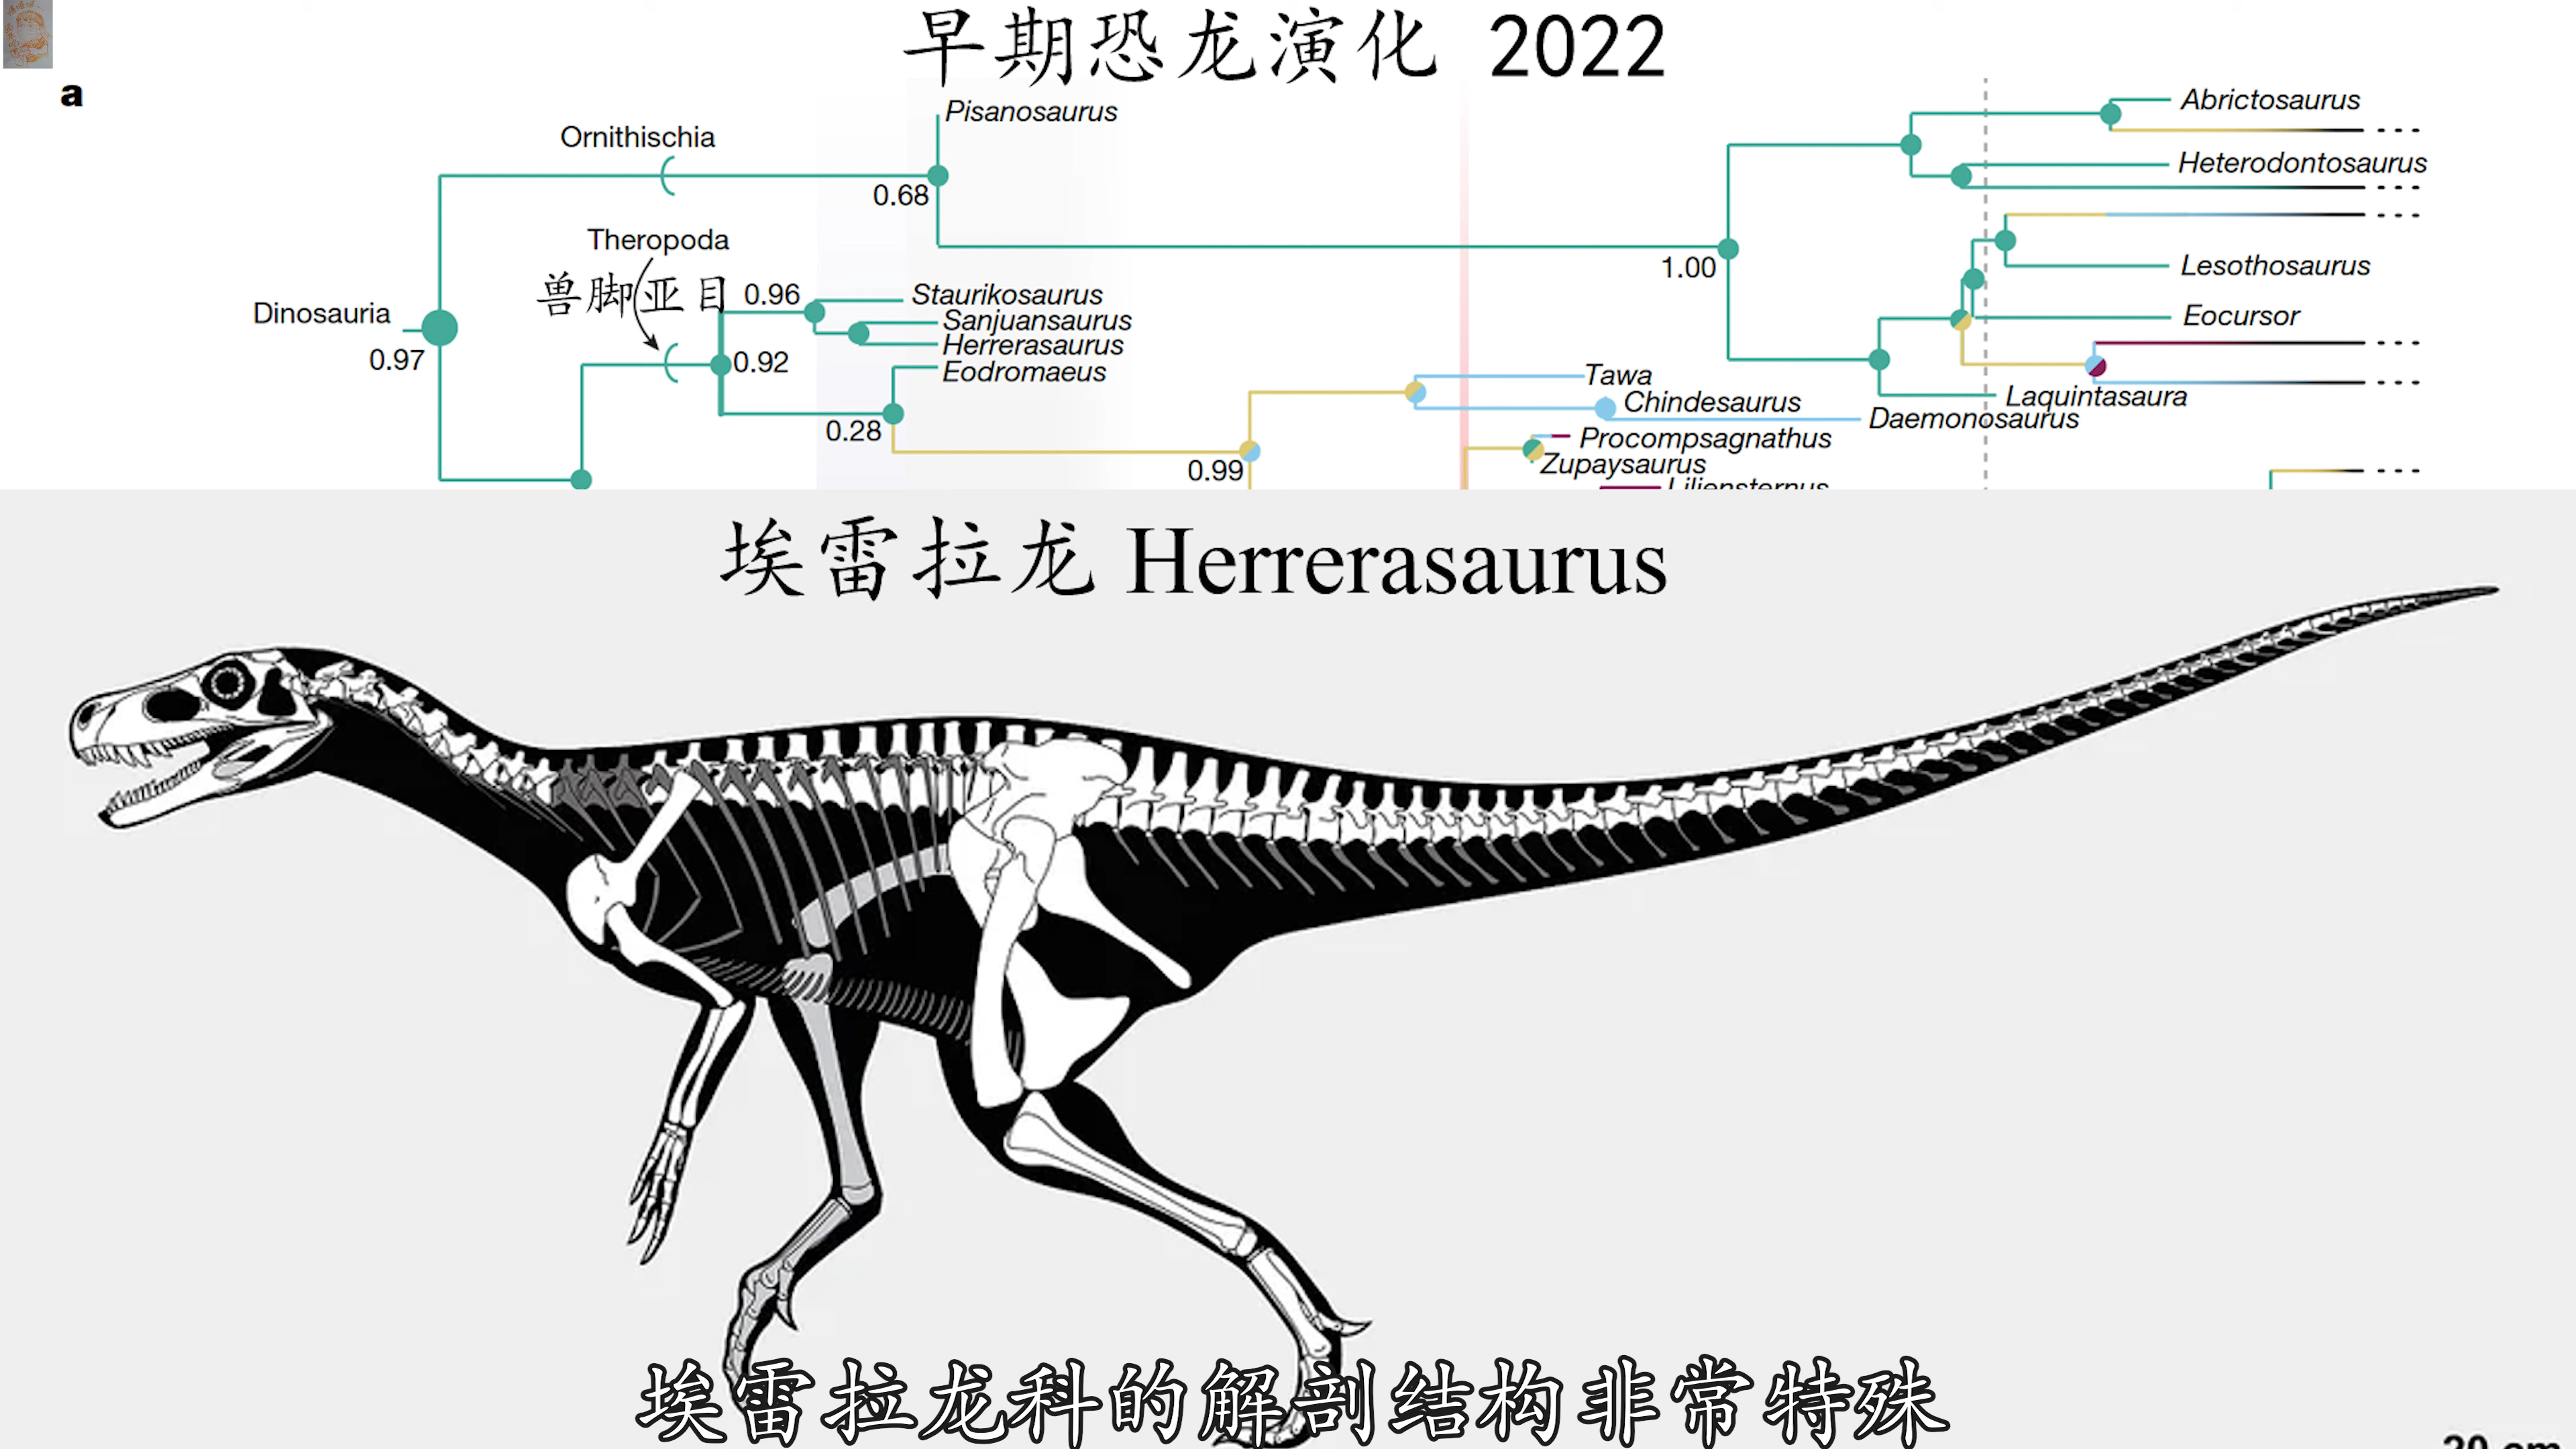 早期恐龙演化 2022
a
Ornithischia
Pisanosaurus
0.68
Abrictosaurus
Heterodontosaurus
Theropoda
兽脚亚目
Dinosauria
0.97
0.96
0.92
Staurikosaurus
Sanjuansaurus
Herrerasaurus
Eodromaeus
0.28
1.00
Lesothosaurus
Eocursor
Laquintasaura
Tawa
Chindesaurus
Daemonosaurus
Procompsagnathus
Zupaysaurus
0.99
Liliensternus
埃雷拉龙 Herrerasaurus
埃雷拉龙科的解剖结构非常特殊
20 cm